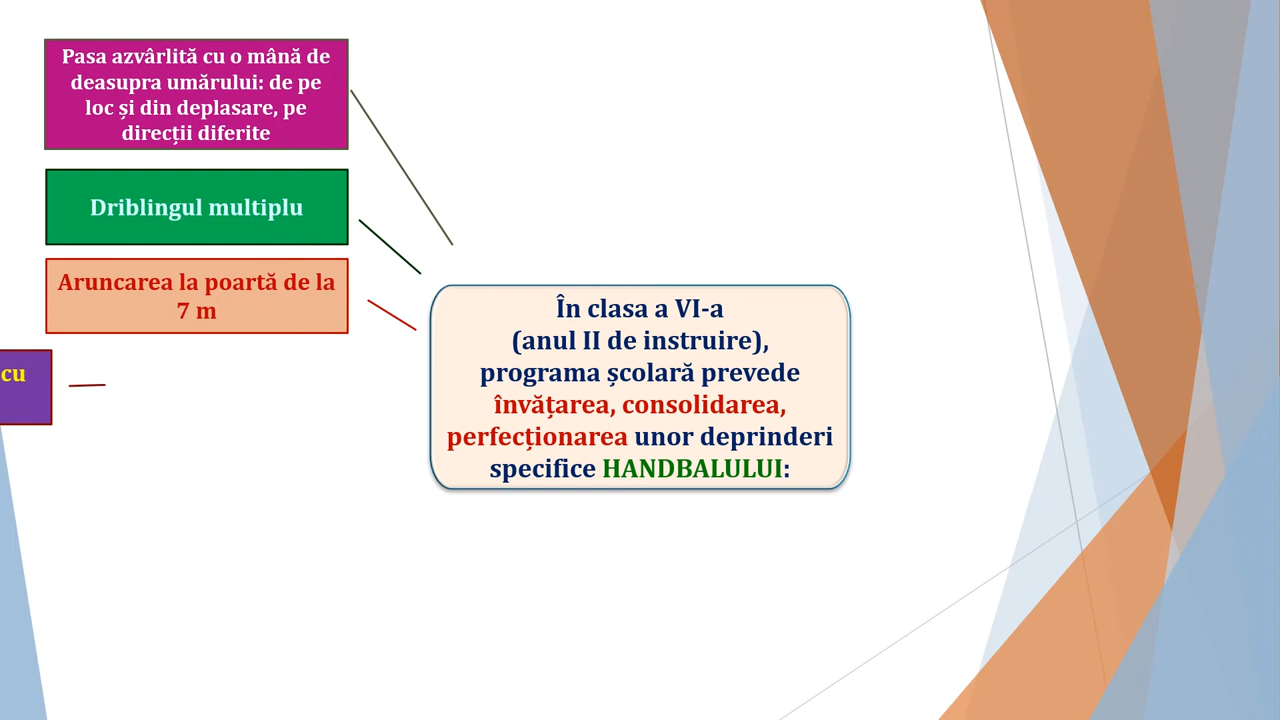 Pasa azvârlită cu o mână de
deasupra umărului: de pe
loc și din deplasare, pe
direcții diferite
Driblingul multiplu
Aruncarea la poartă de la
7 m
cu
În clasa a VI-a
(anul II de instruire),
programa școlară prevede
învățarea, consolidarea,
perfecționarea unor deprinderi
specifice HANDBALULUI: